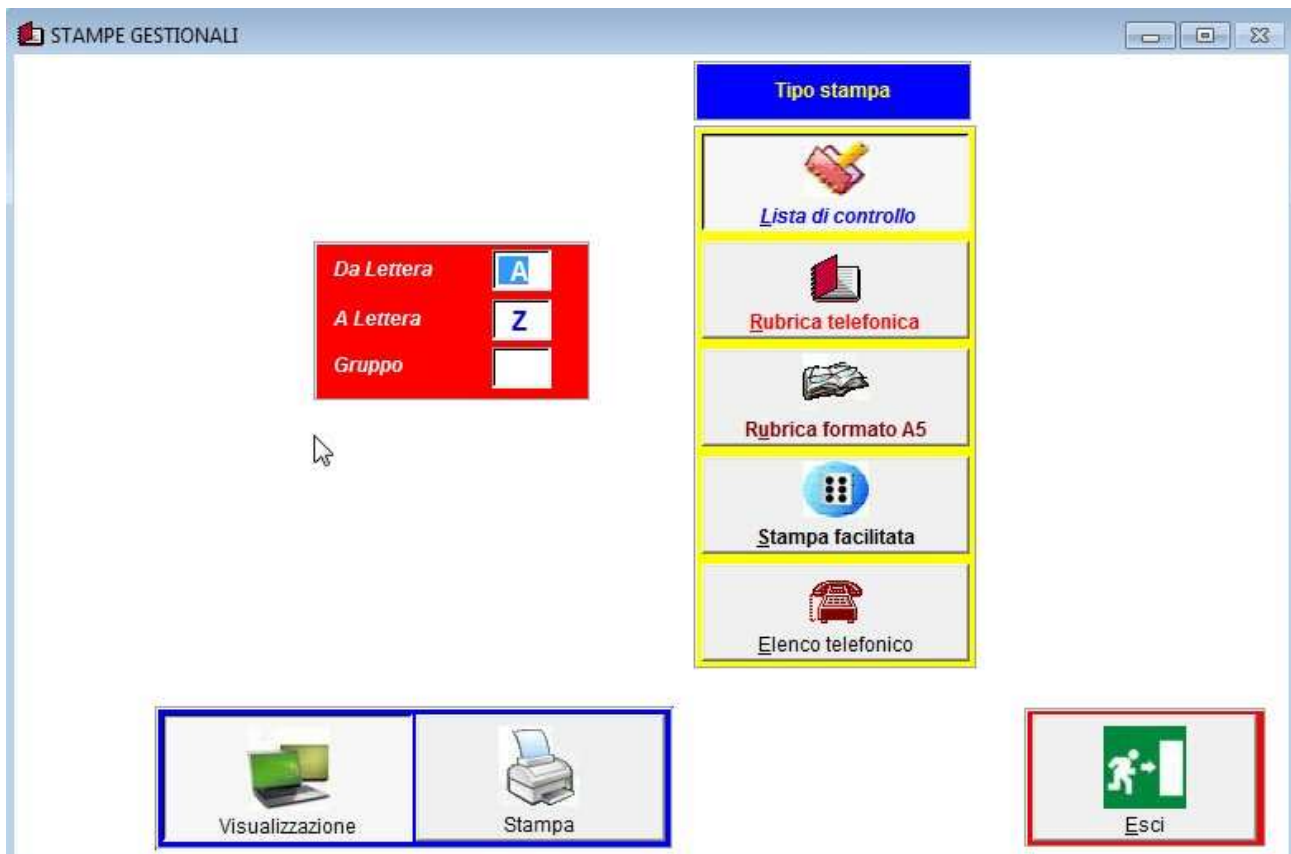 STAMPE GESTIONALI
Tipo stampa
Lista di controllo
Da Lettera A
A Lettera Z
Gruppo
Rubrica telefonica
Rubrica formato A5
Stampa facilitata
Elenco telefonico
Visualizzazione
Stampa
Esci